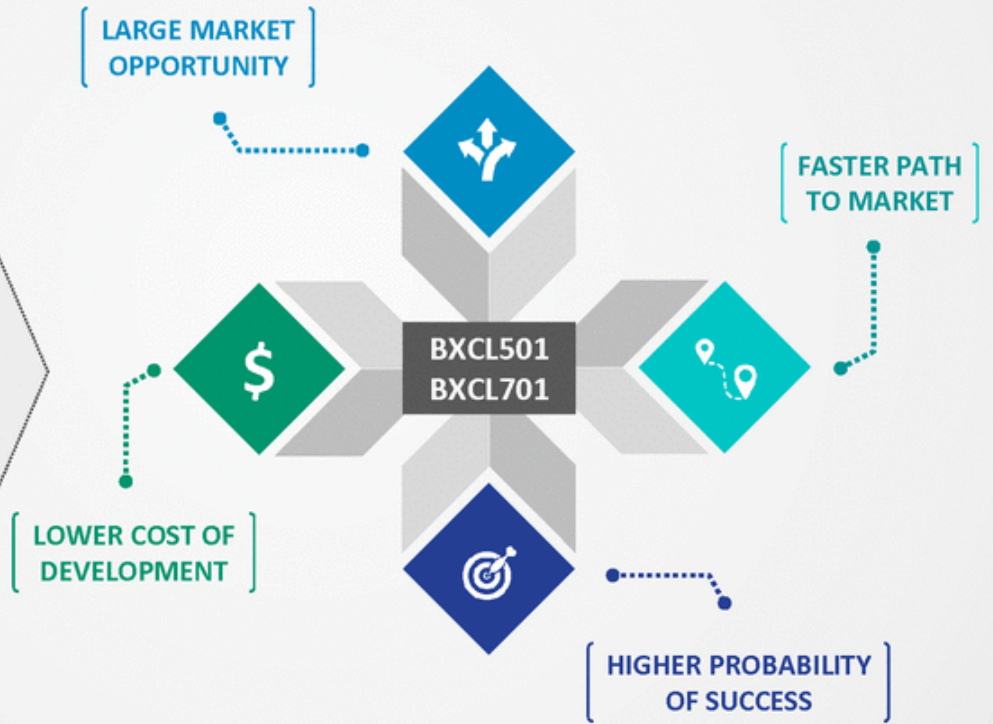 LARGE MARKET
OPPORTUNITY
FASTER PATH
TO MARKET
$
BXCL501
BXCL701
LOWER COST OF
DEVELOPMENT
HIGHER PROBABILITY
OF SUCCESS